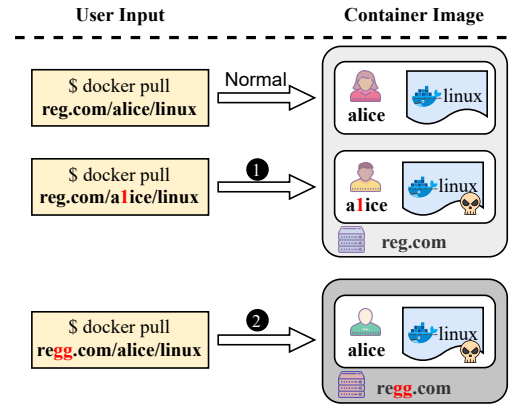 User Input
Container Image
$ docker pull
reg.com/alice/linux
Normal
alice
linux
$ docker pull
reg.com/a1ice/linux
1
a1ice
linux
reg.com
$ docker pull
regg.com/alice/linux
2
alice
linux
regg.com